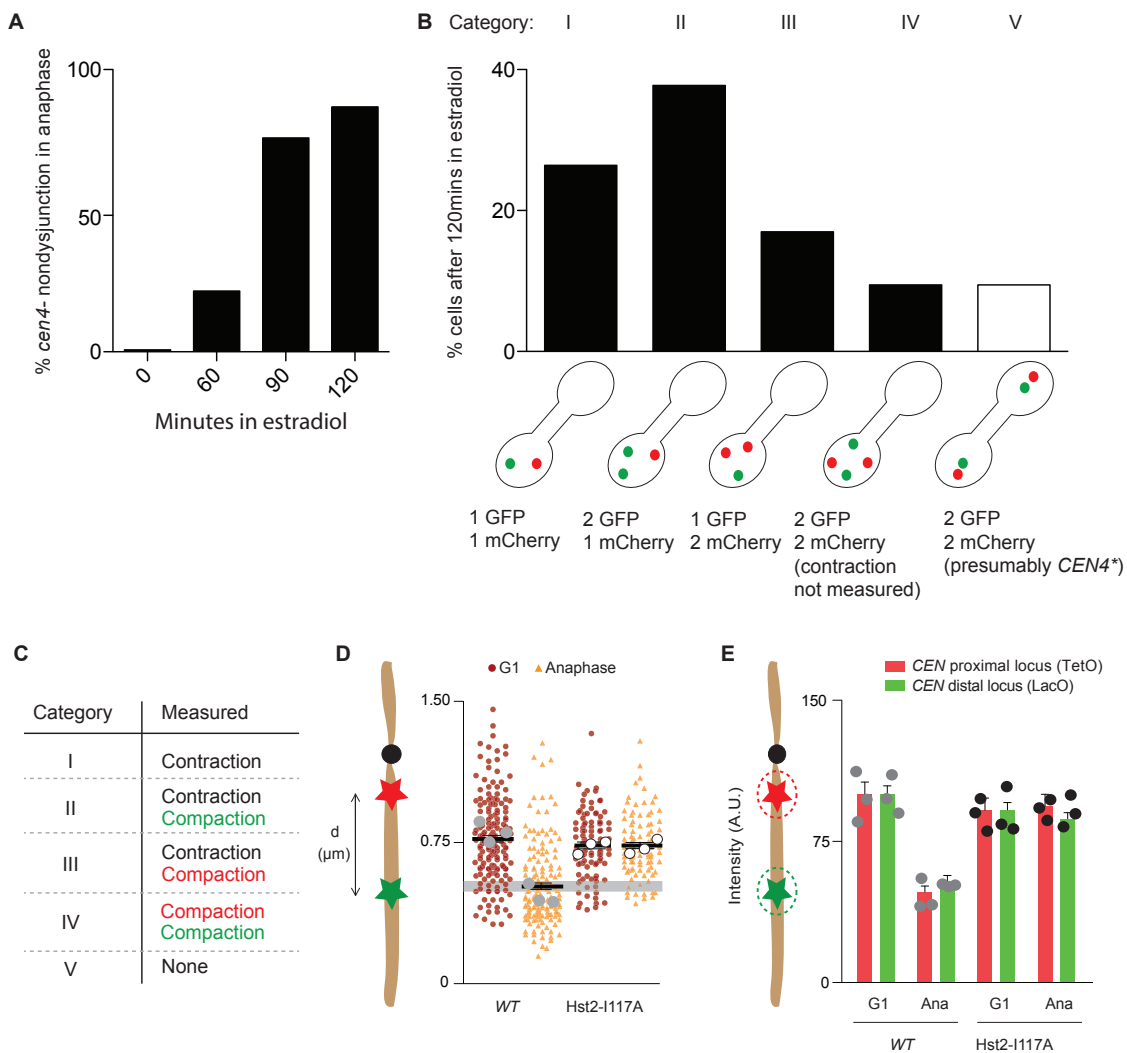 A
% cen4- nondysjunction in anaphase
100
50
0
0
60
90
120
Minutes in estradiol
B
Category:
I
II
III
IV
V
% cells after 120mins in estradiol
40
20
0
1 GFP
1 mCherry
2 GFP
1 mCherry
1 GFP
2 mCherry
2 GFP
2 mCherry
(contraction
not measured)
2 GFP
2 mCherry
(presumably CEN4*)
C
Category
Measured
I
Contraction
II
Contraction
Compaction
III
Contraction
Compaction
IV
Compaction
Compaction
V
None
D
G1
Anaphase
d
(µm)
1.50
0.75
0
WT
Hst2-I117A
E
CEN proximal locus (TetO)
CEN distal locus (LacO)
Intensity (A.U.)
150
75
0
G1
Ana
G1
Ana
WT
Hst2-I117A